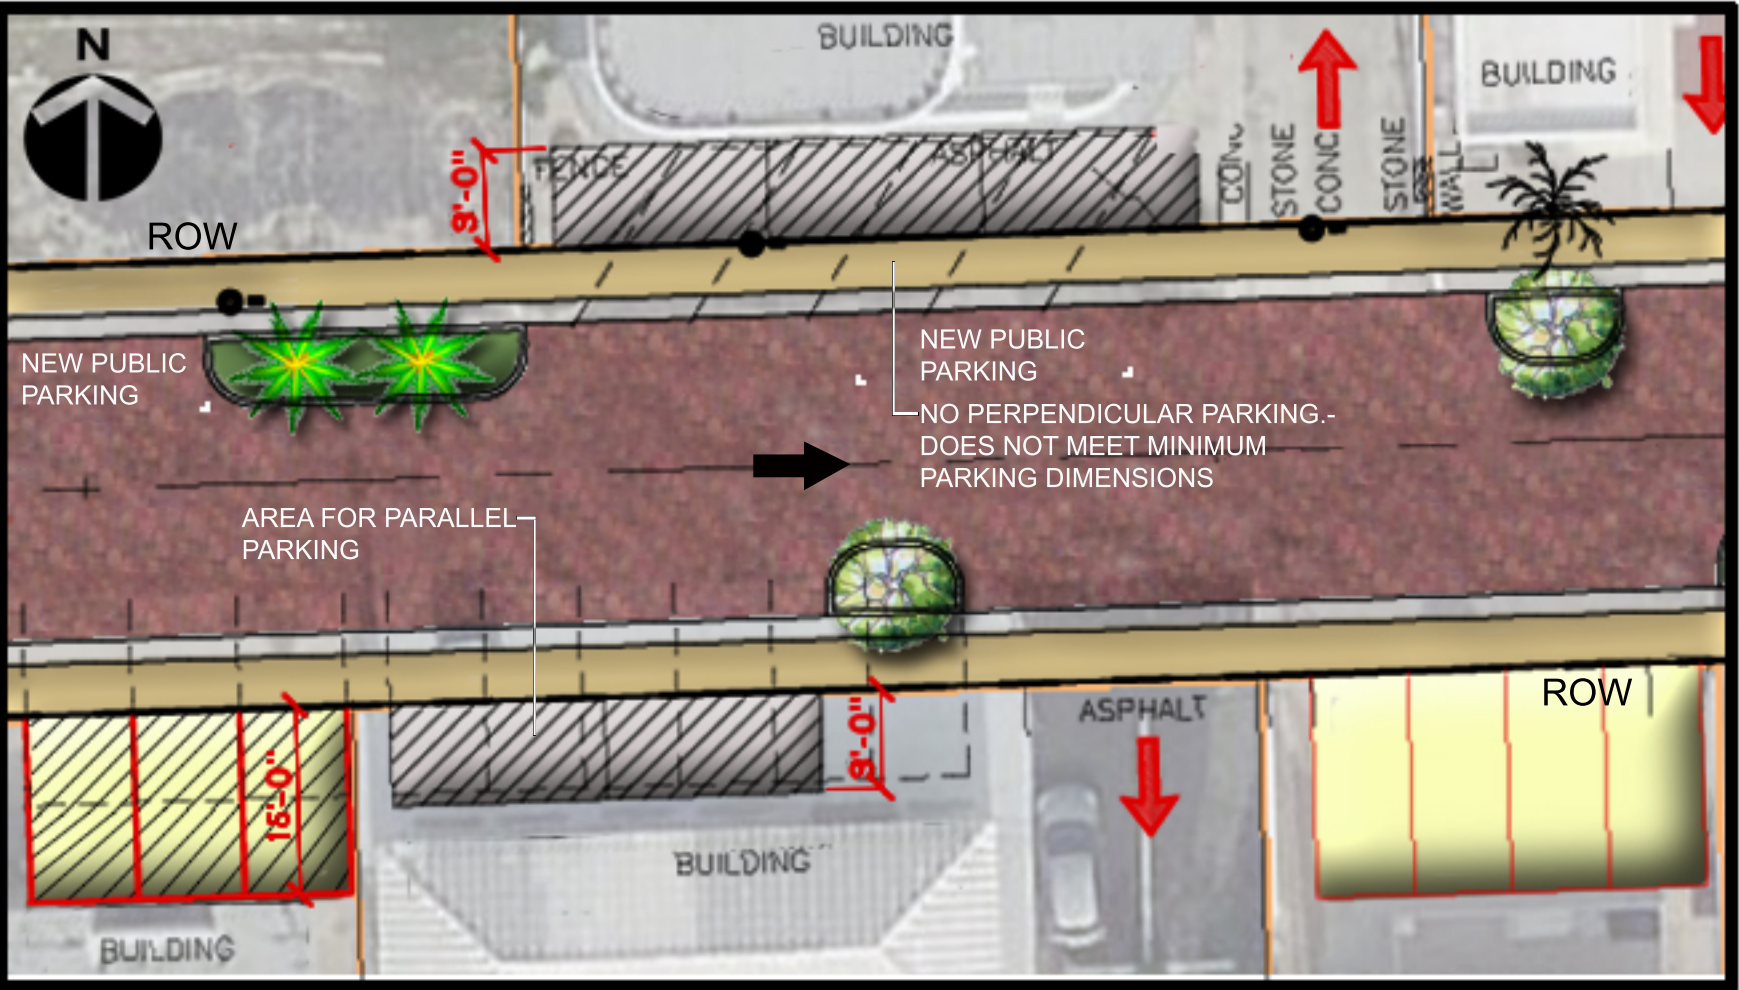 N
BUILDING
BUILDING
FENCE
ASPHALT
9'-0"
CONC
STONE
CONC
STONE
WALL
ROW
NEW PUBLIC
PARKING
NEW PUBLIC
PARKING
NO PERPENDICULAR PARKING.-
DOES NOT MEET MINIMUM
PARKING DIMENSIONS
AREA FOR PARALLEL
PARKING
ROW
ASPHALT
9'-0"
16'-0"
BUILDING
BUILDING